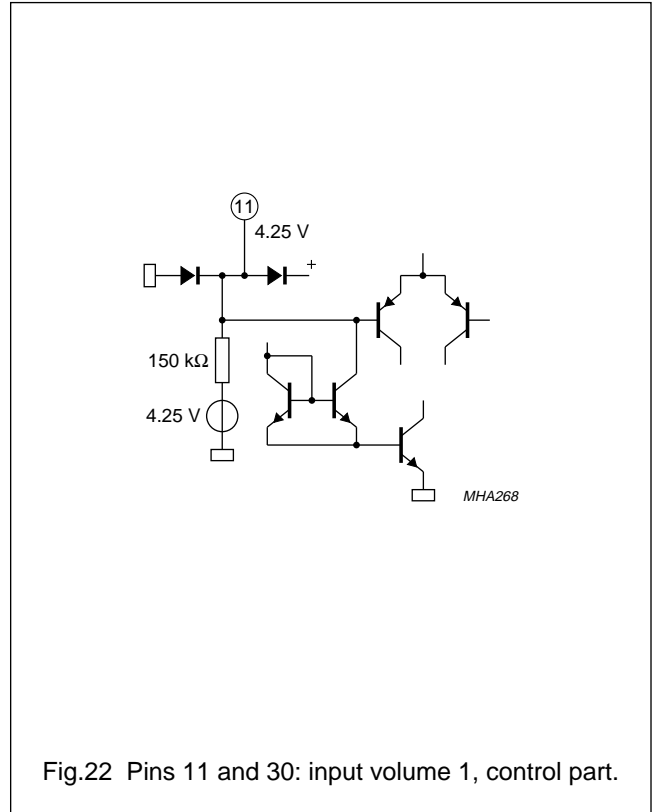 11
4.25 V
+
150 kΩ
4.25 V
MHA268
Fig.22 Pins 11 and 30: input volume 1, control part.